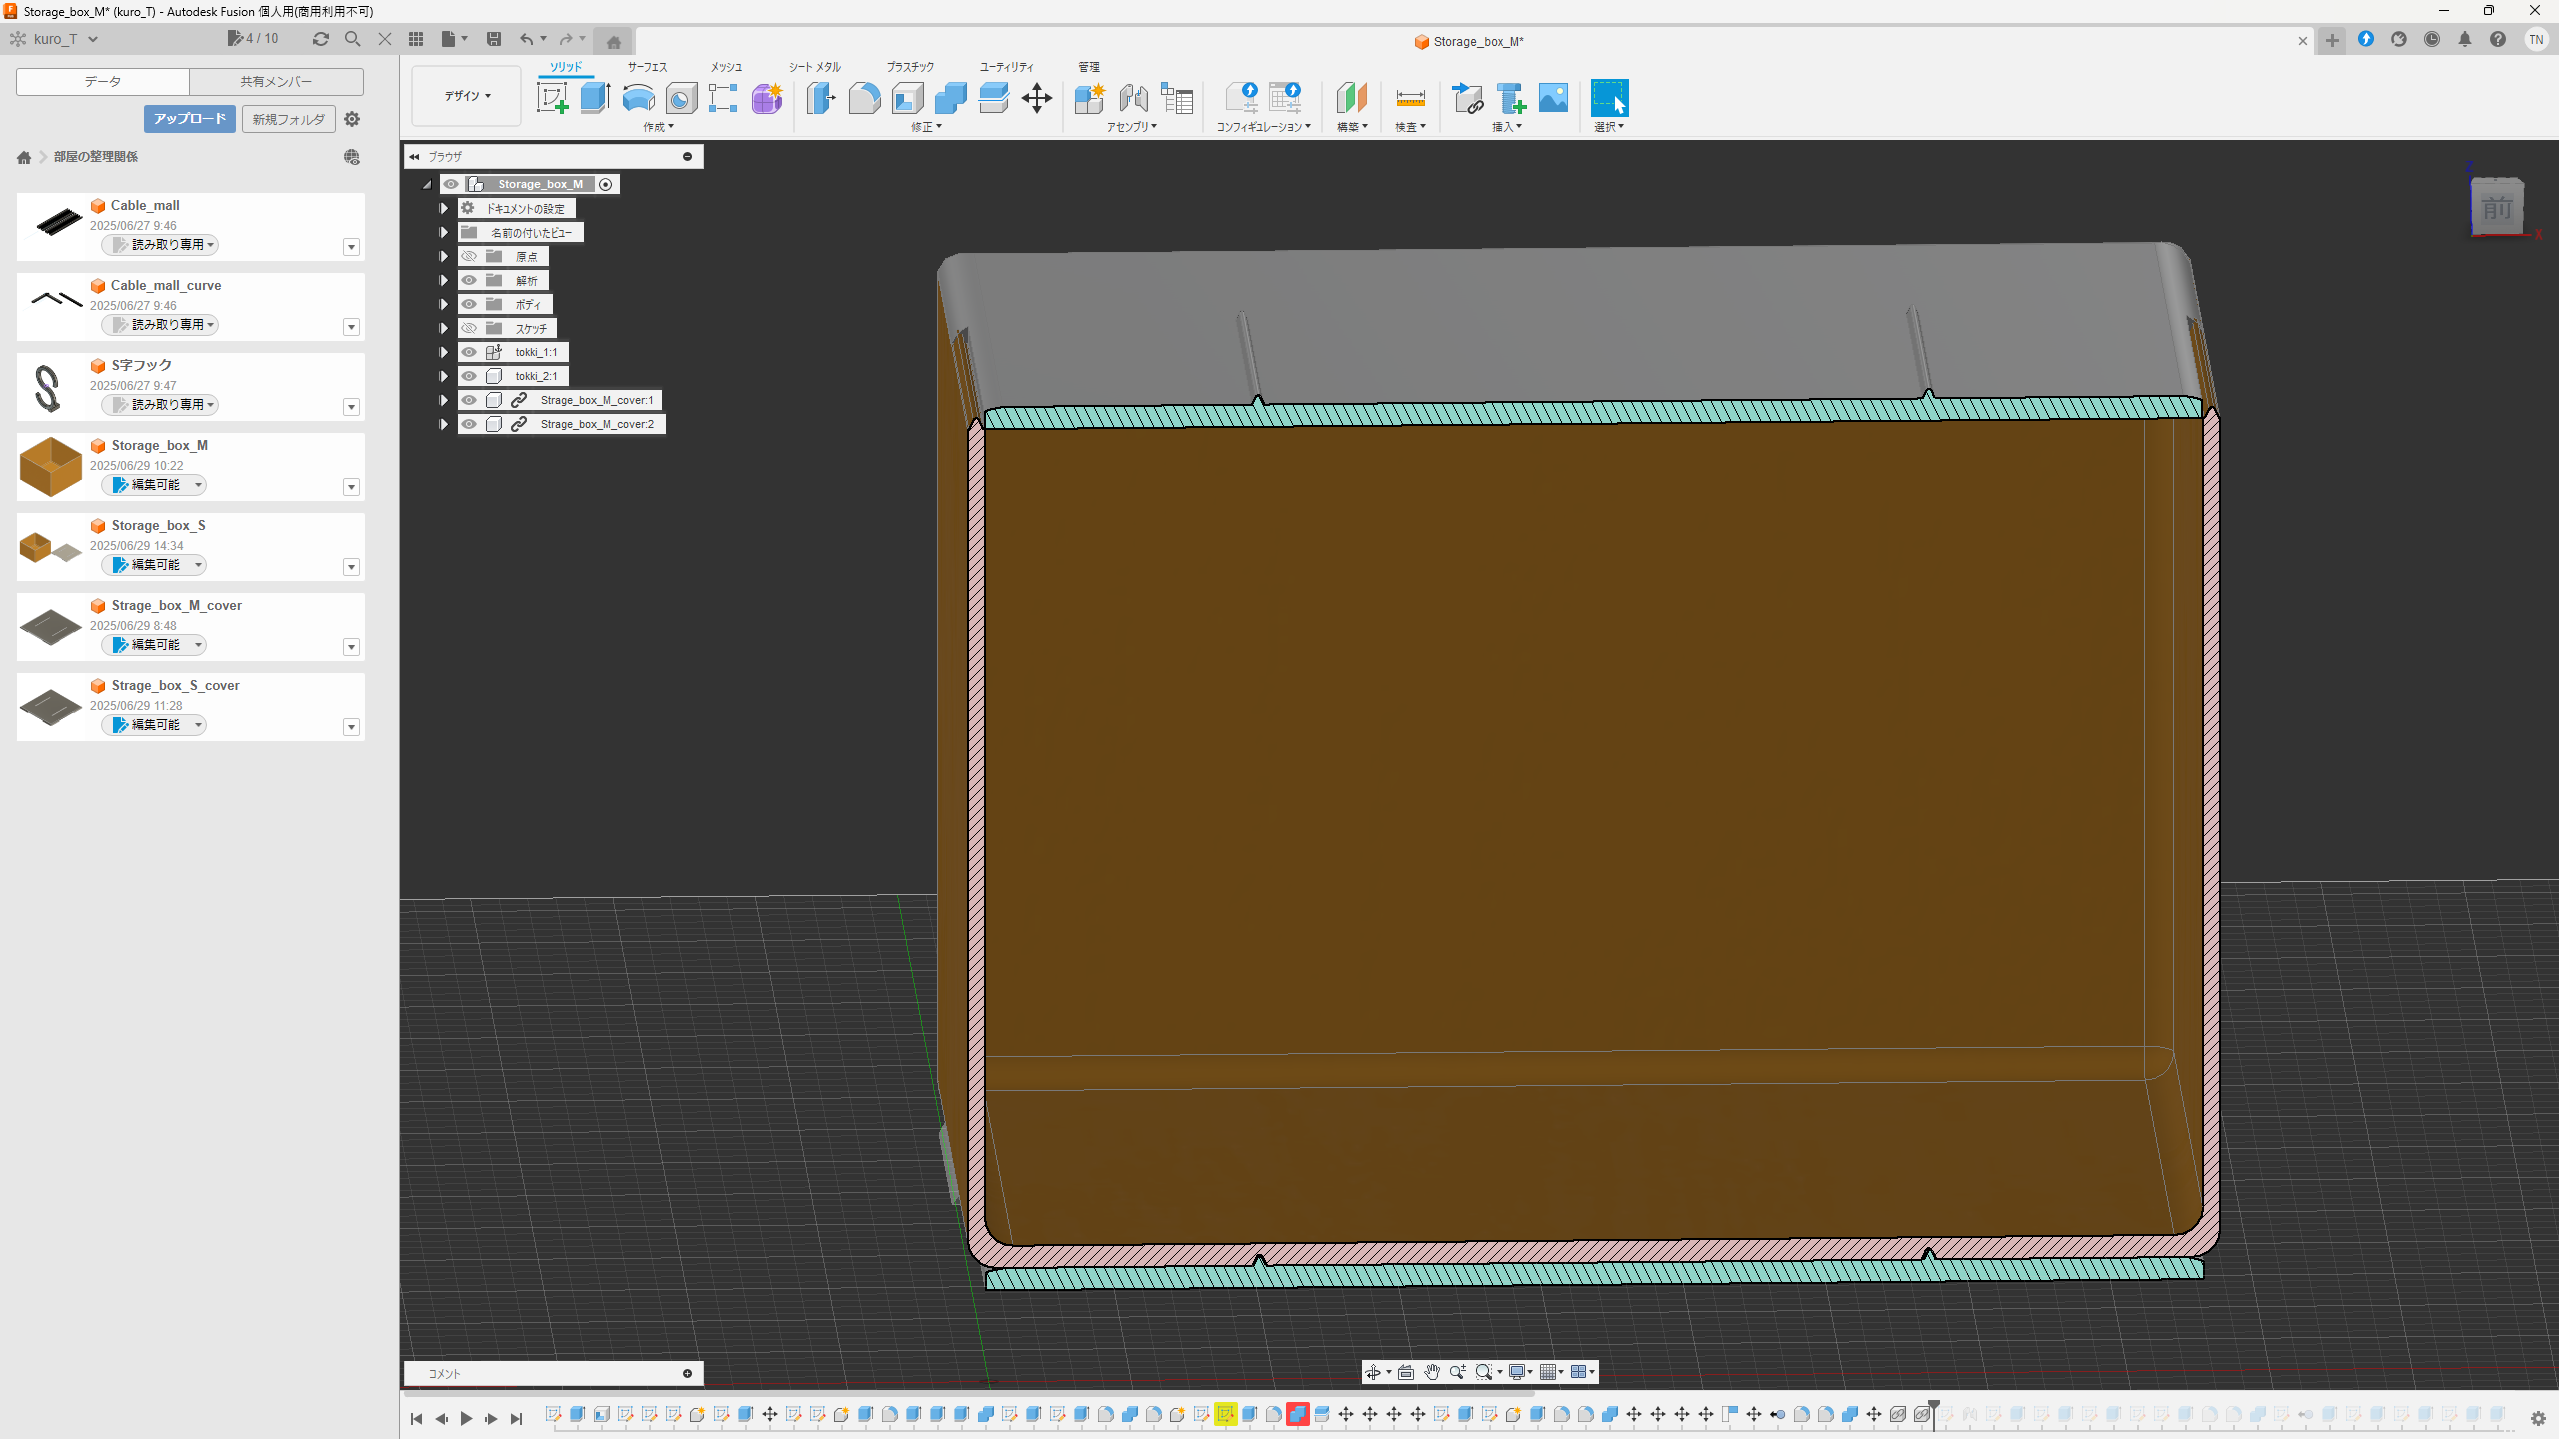 Storage_box_M* (kuro_T) - Autodesk Fusion 個人用(商用利用不可)
kuro_T
4 / 10
Storage_box_M*
TN
データ
共有メンバー
アップロード
新規フォルダ
部屋の整理関係
Cable_mall
2025/06/27 9:46
読み取り専用
Cable_mall_curve
2025/06/27 9:46
読み取り専用
S字フック
2025/06/27 9:47
読み取り専用
Storage_box_M
2025/06/29 10:22
編集可能
Storage_box_S
2025/06/29 14:34
編集可能
Strage_box_M_cover
2025/06/29 8:48
編集可能
Strage_box_S_cover
2025/06/29 11:28
編集可能
デザイン
ソリッド
サーフェス
メッシュ
シート メタル
プラスチック
ユーティリティ
管理
作成
修正
アセンブリ
コンフィギュレーション
構築
検査
挿入
選択
ブラウザ
Storage_box_M
ドキュメントの設定
名前の付いたビュー
原点
解析
ボディ
スケッチ
tokki_1:1
tokki_2:1
Strage_box_M_cover:1
Strage_box_M_cover:2
Z
前
X
コメント